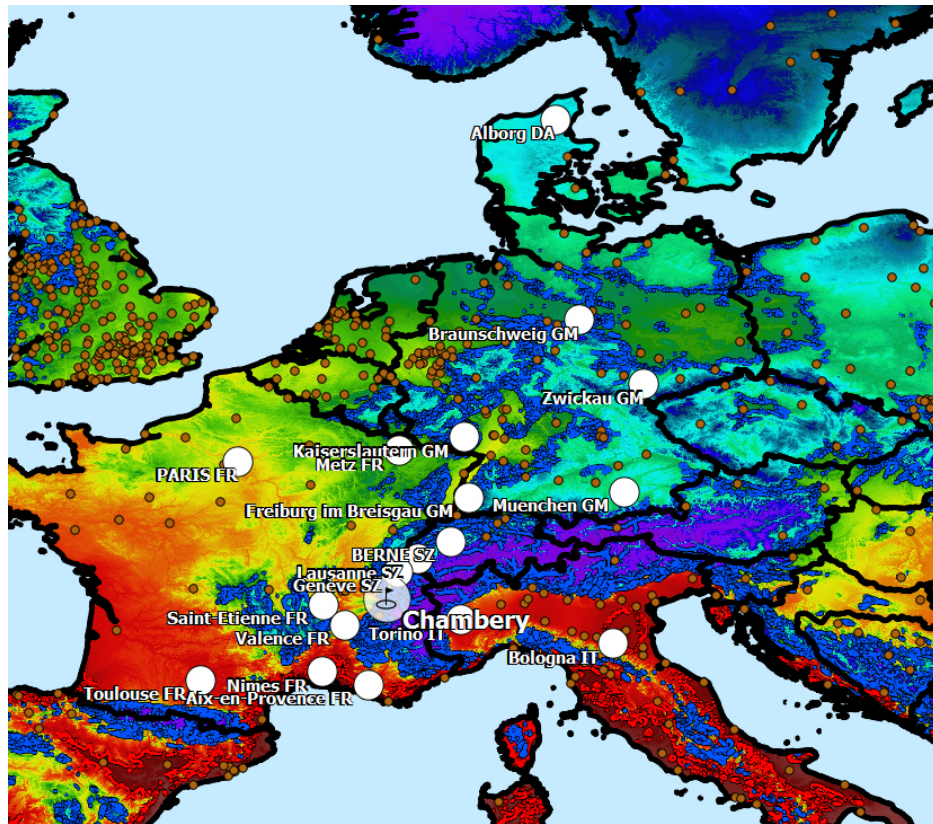 Alborg DA
Braunschweig GM
Zwickau GM
Kaiserslautern GM
Metz FR
PARIS FR
Muenchen GM
Freiburg im Breisgau GM
BERNE SZ
Lausanne SZ
Geneve SZ
Saint-Etienne FR
Chambery
Valence FR
Torino IT
Bologna IT
Nimes FR
Toulouse FR
Aix-en-Provence FR